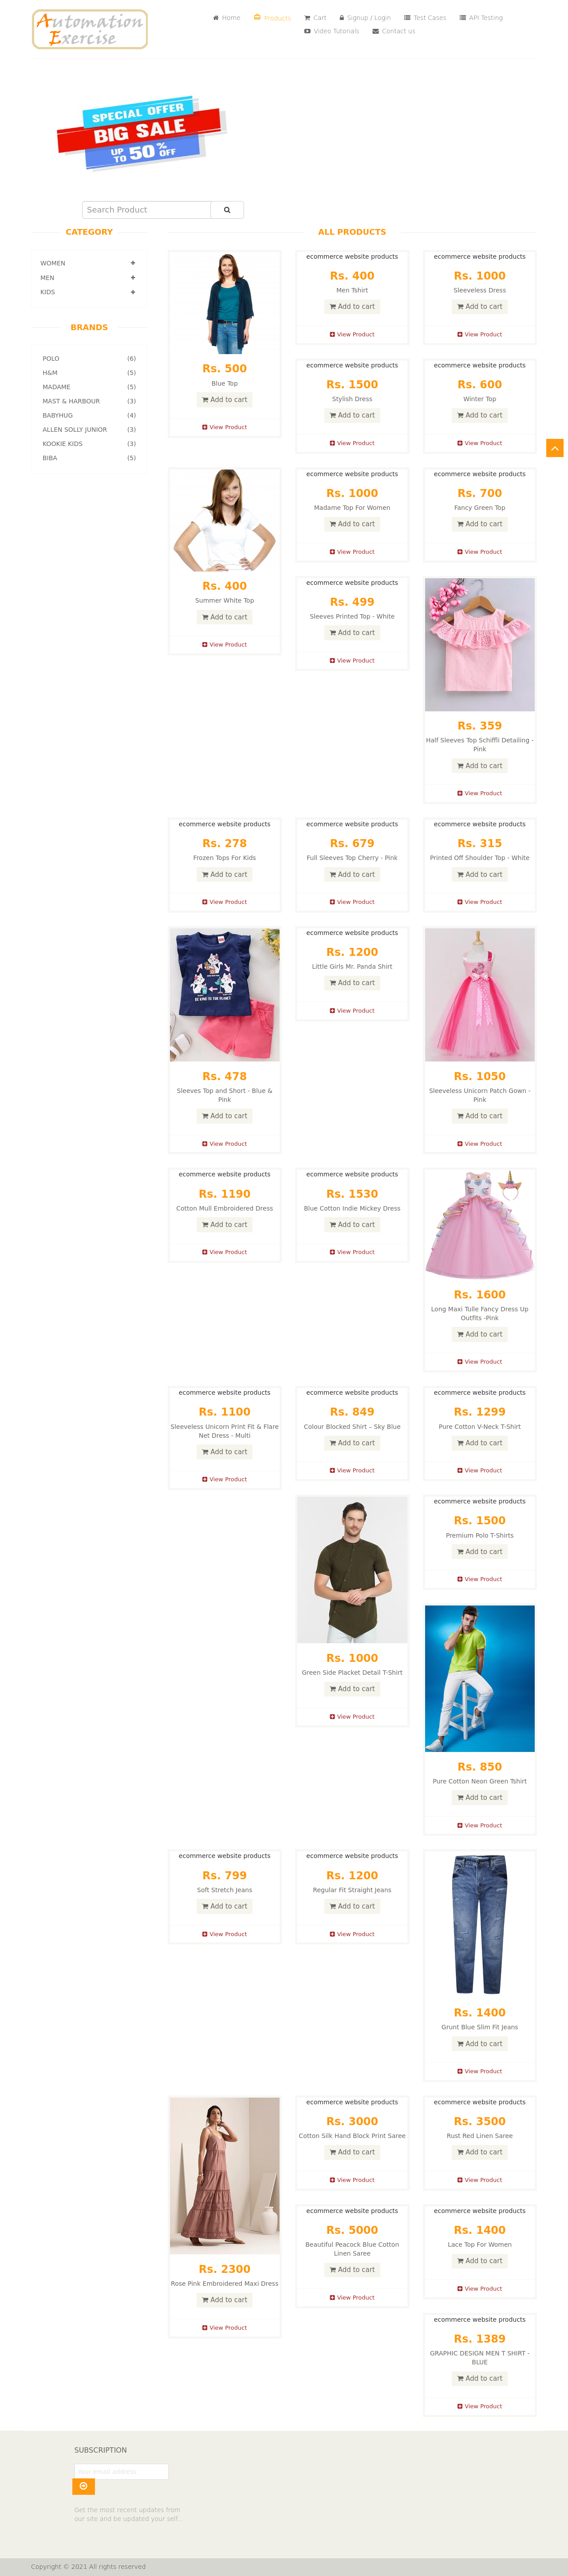 Automation
Exercise
Home
Products
Cart
Signup / Login
Test Cases
API Testing
Video Tutorials
Contact us
SPECIAL OFFER
BIG SALE
UP TO 50% OFF
Search Product
CATEGORY
WOMEN
MEN
KIDS
BRANDS
POLO (6)
H&M (5)
MADAME (5)
MAST & HARBOUR (3)
BABYHUG (4)
ALLEN SOLLY JUNIOR (3)
KOOKIE KIDS (3)
BIBA (5)
ALL PRODUCTS
Rs. 500
Blue Top
Add to cart
View Product
ecommerce website products
Rs. 400
Men Tshirt
Add to cart
View Product
ecommerce website products
Rs. 1000
Sleeveless Dress
Add to cart
View Product
ecommerce website products
Rs. 1500
Stylish Dress
Add to cart
View Product
ecommerce website products
Rs. 600
Winter Top
Add to cart
View Product
Rs. 400
Summer White Top
Add to cart
View Product
ecommerce website products
Rs. 1000
Madame Top For Women
Add to cart
View Product
ecommerce website products
Rs. 700
Fancy Green Top
Add to cart
View Product
ecommerce website products
Rs. 499
Sleeves Printed Top - White
Add to cart
View Product
Rs. 359
Half Sleeves Top Schiffli Detailing -
Pink
Add to cart
View Product
ecommerce website products
Rs. 278
Frozen Tops For Kids
Add to cart
View Product
ecommerce website products
Rs. 679
Full Sleeves Top Cherry - Pink
Add to cart
View Product
ecommerce website products
Rs. 315
Printed Off Shoulder Top - White
Add to cart
View Product
BE KIND TO THE PLANET
Rs. 478
Sleeves Top and Short - Blue &
Pink
Add to cart
View Product
ecommerce website products
Rs. 1200
Little Girls Mr. Panda Shirt
Add to cart
View Product
Rs. 1050
Sleeveless Unicorn Patch Gown -
Pink
Add to cart
View Product
ecommerce website products
Rs. 1190
Cotton Mull Embroidered Dress
Add to cart
View Product
ecommerce website products
Rs. 1530
Blue Cotton Indie Mickey Dress
Add to cart
View Product
Rs. 1600
Long Maxi Tulle Fancy Dress Up
Outfits -Pink
Add to cart
View Product
ecommerce website products
Rs. 1100
Sleeveless Unicorn Print Fit & Flare
Net Dress - Multi
Add to cart
View Product
ecommerce website products
Rs. 849
Colour Blocked Shirt – Sky Blue
Add to cart
View Product
ecommerce website products
Rs. 1299
Pure Cotton V-Neck T-Shirt
Add to cart
View Product
Rs. 1000
Green Side Placket Detail T-Shirt
Add to cart
View Product
ecommerce website products
Rs. 1500
Premium Polo T-Shirts
Add to cart
View Product
Rs. 850
Pure Cotton Neon Green Tshirt
Add to cart
View Product
ecommerce website products
Rs. 799
Soft Stretch Jeans
Add to cart
View Product
ecommerce website products
Rs. 1200
Regular Fit Straight Jeans
Add to cart
View Product
Rs. 1400
Grunt Blue Slim Fit Jeans
Add to cart
View Product
Rs. 2300
Rose Pink Embroidered Maxi Dress
Add to cart
View Product
ecommerce website products
Rs. 3000
Cotton Silk Hand Block Print Saree
Add to cart
View Product
ecommerce website products
Rs. 3500
Rust Red Linen Saree
Add to cart
View Product
ecommerce website products
Rs. 5000
Beautiful Peacock Blue Cotton
Linen Saree
Add to cart
View Product
ecommerce website products
Rs. 1400
Lace Top For Women
Add to cart
View Product
ecommerce website products
Rs. 1389
GRAPHIC DESIGN MEN T SHIRT -
BLUE
Add to cart
View Product
SUBSCRIPTION
Your email address
Get the most recent updates from
our site and be updated your self.
Copyright © 2021 All rights reserved